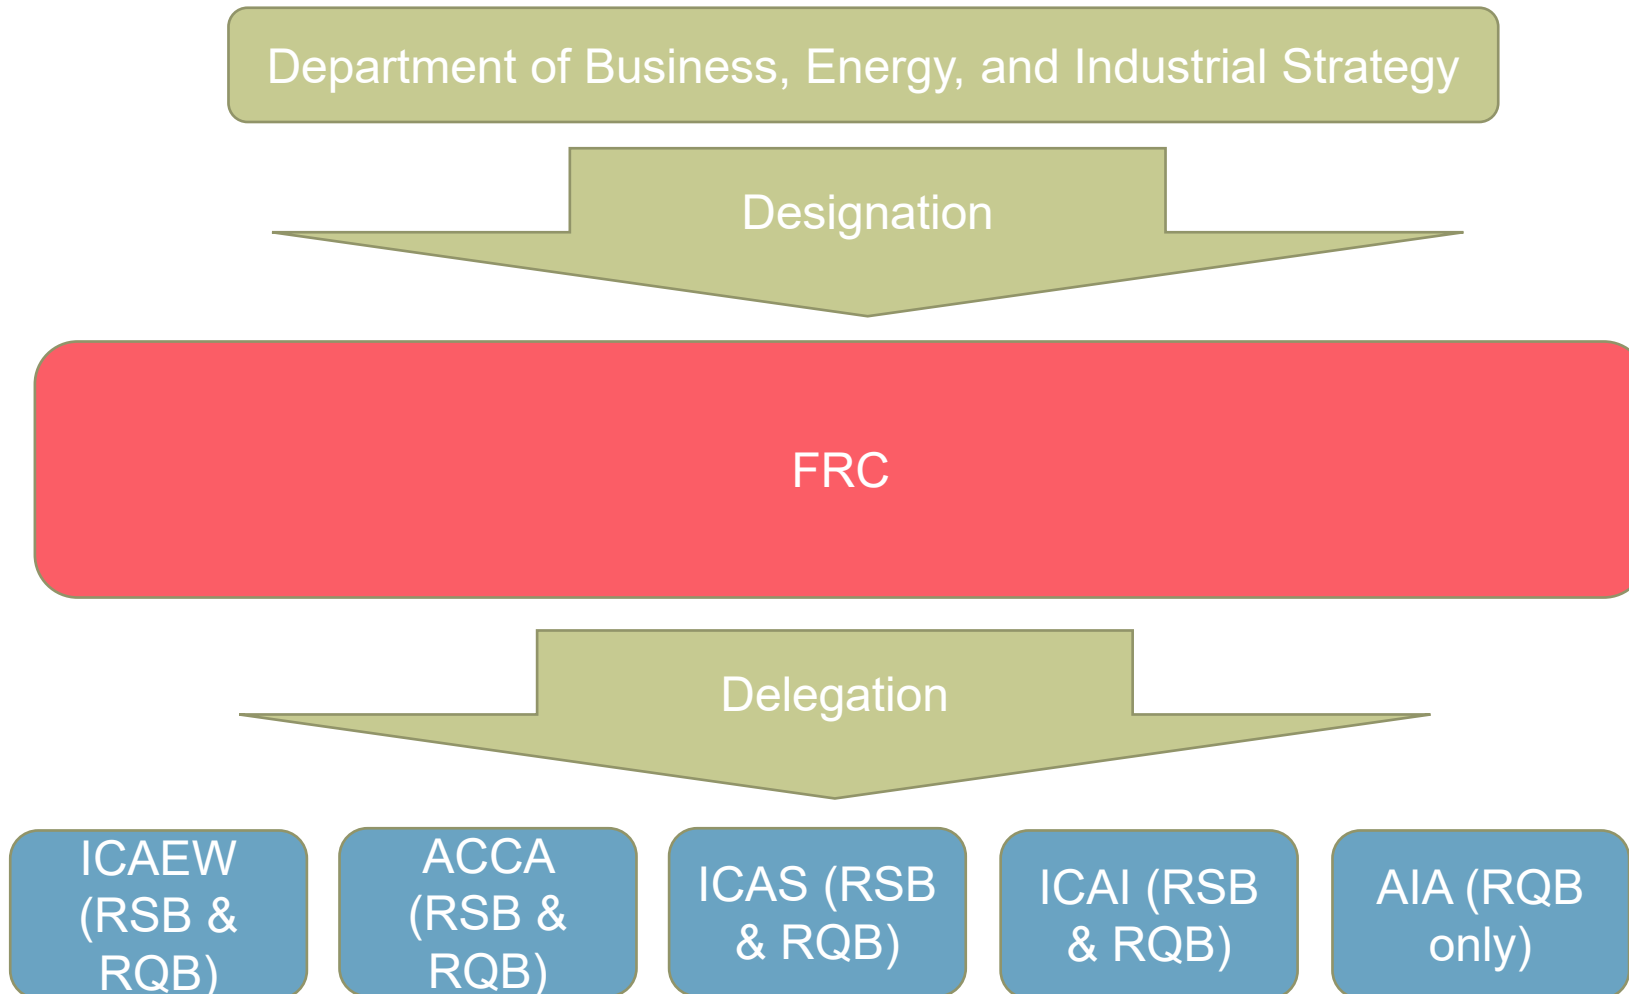 Department of Business, Energy, and Industrial Strategy
Designation
FRC
Delegation
ICAEW
(RSB &
RQB)
ACCA
(RSB &
RQB)
ICAS (RSB
& RQB)
ICAI (RSB
& RQB)
AIA (RQB
only)